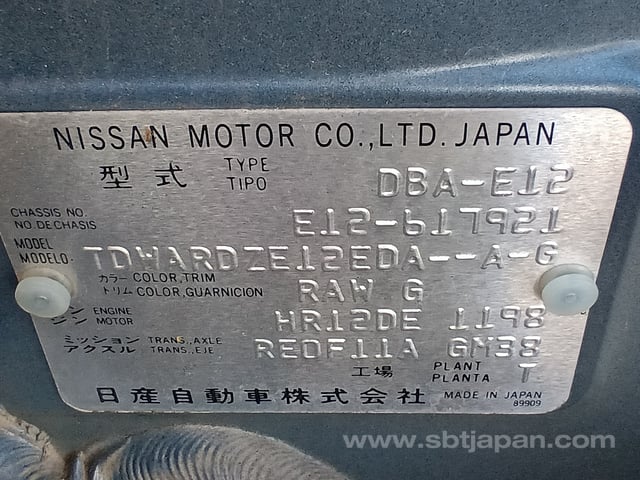 NISSAN MOTOR CO.,LTD. JAPAN
型式 TYPE TIPO DBA-E12
CHASSIS NO. NO.DE CHASIS E12-617921
MODEL MODELO: TDWARDZE12EDA--A-G
カラー COLOR,TRIM
トリム COLOR,GUARNICION RAW G
ン ENGINE
ジン MOTOR HR12DE 1198
ミッション TRANS.,AXLE
アクスル TRANS.,EJE RE0F11A GM38
工場 PLANT PLANTA T
日産自動車株式会社 MADE IN JAPAN
89909
www.sbtjapan.com